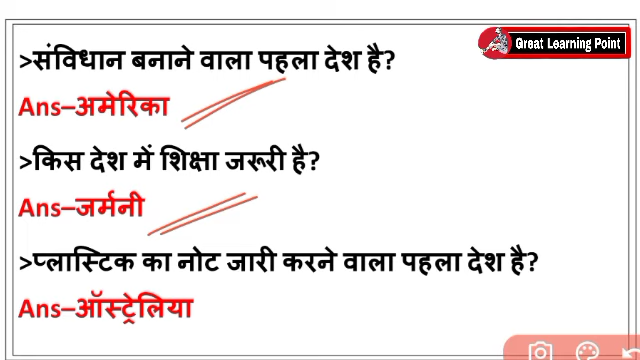 Great Learning Point
>संविधान बनाने वाला पहला देश है?
Ans–अमेरिका
>किस देश में शिक्षा जरूरी है?
Ans–जर्मनी
>प्लास्टिक का नोट जारी करने वाला पहला देश है?
Ans–ऑस्ट्रेलिया